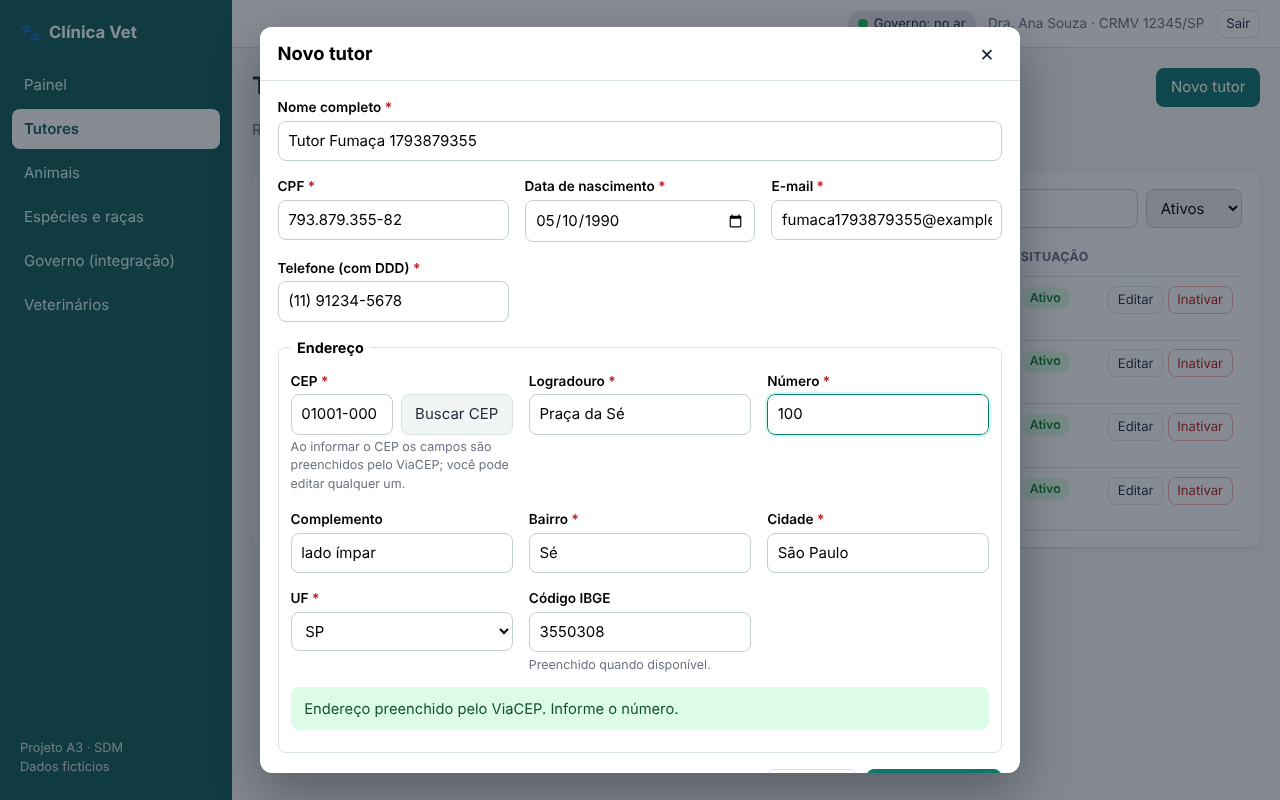 🐾 Clínica Vet
Painel
Tutores
Animais
Espécies e raças
Governo (integração)
Veterinários
Projeto A3 · SDM
Dados fictícios
Governo: no ar
Dra. Ana Souza · CRMV 12345/SP
Sair
Novo tutor
Ativos
SITUAÇÃO
Ativo Editar Inativar
Ativo Editar Inativar
Ativo Editar Inativar
Ativo Editar Inativar
Novo tutor ✕
Nome completo *
Tutor Fumaça 1793879355
CPF * Data de nascimento * E-mail *
793.879.355-82 05/10/1990 fumaca1793879355@example
Telefone (com DDD) *
(11) 91234-5678
Endereço
CEP * Logradouro * Número *
01001-000 Buscar CEP Praça da Sé 100
Ao informar o CEP os campos são
preenchidos pelo ViaCEP; você pode
editar qualquer um.
Complemento Bairro * Cidade *
lado ímpar Sé São Paulo
UF * Código IBGE
SP 3550308
Preenchido quando disponível.
Endereço preenchido pelo ViaCEP. Informe o número.